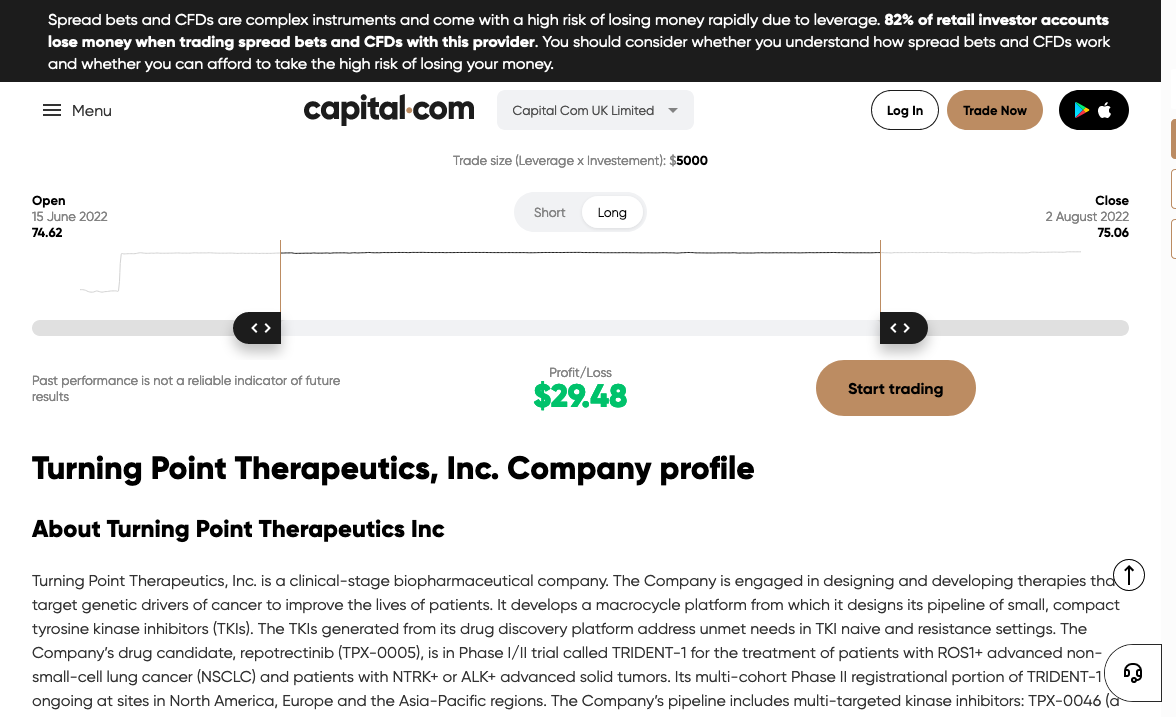 Spread bets and CFDs are complex instruments and come with a high risk of losing money rapidly due to leverage. 82% of retail investor accounts
lose money when trading spread bets and CFDs with this provider. You should consider whether you understand how spread bets and CFDs work
and whether you can afford to take the high risk of losing your money.
Menu
capital.com
Capital Com UK Limited
Log In
Trade Now
Trade size (Leverage x Investement): $5000
Open
15 June 2022
74.62
Short
Long
Close
2 August 2022
75.06
Past performance is not a reliable indicator of future
results
Profit/Loss
$29.48
Start trading
Turning Point Therapeutics, Inc. Company profile
About Turning Point Therapeutics Inc
Turning Point Therapeutics, Inc. is a clinical-stage biopharmaceutical company. The Company is engaged in designing and developing therapies tha
target genetic drivers of cancer to improve the lives of patients. It develops a macrocycle platform from which it designs its pipeline of small, compact
tyrosine kinase inhibitors (TKIs). The TKIs generated from its drug discovery platform address unmet needs in TKI naive and resistance settings. The
Company's drug candidate, repotrectinib (TPX-0005), is in Phase I/II trial called TRIDENT-1 for the treatment of patients with ROS1+ advanced non-
small-cell lung cancer (NSCLC) and patients with NTRK+ or ALK+ advanced solid tumors. Its multi-cohort Phase II registrational portion of TRIDENT-1
ongoing at sites in North America, Europe and the Asia-Pacific regions. The Company's pipeline includes multi-targeted kinase inhibitors: TPX-0046 (a